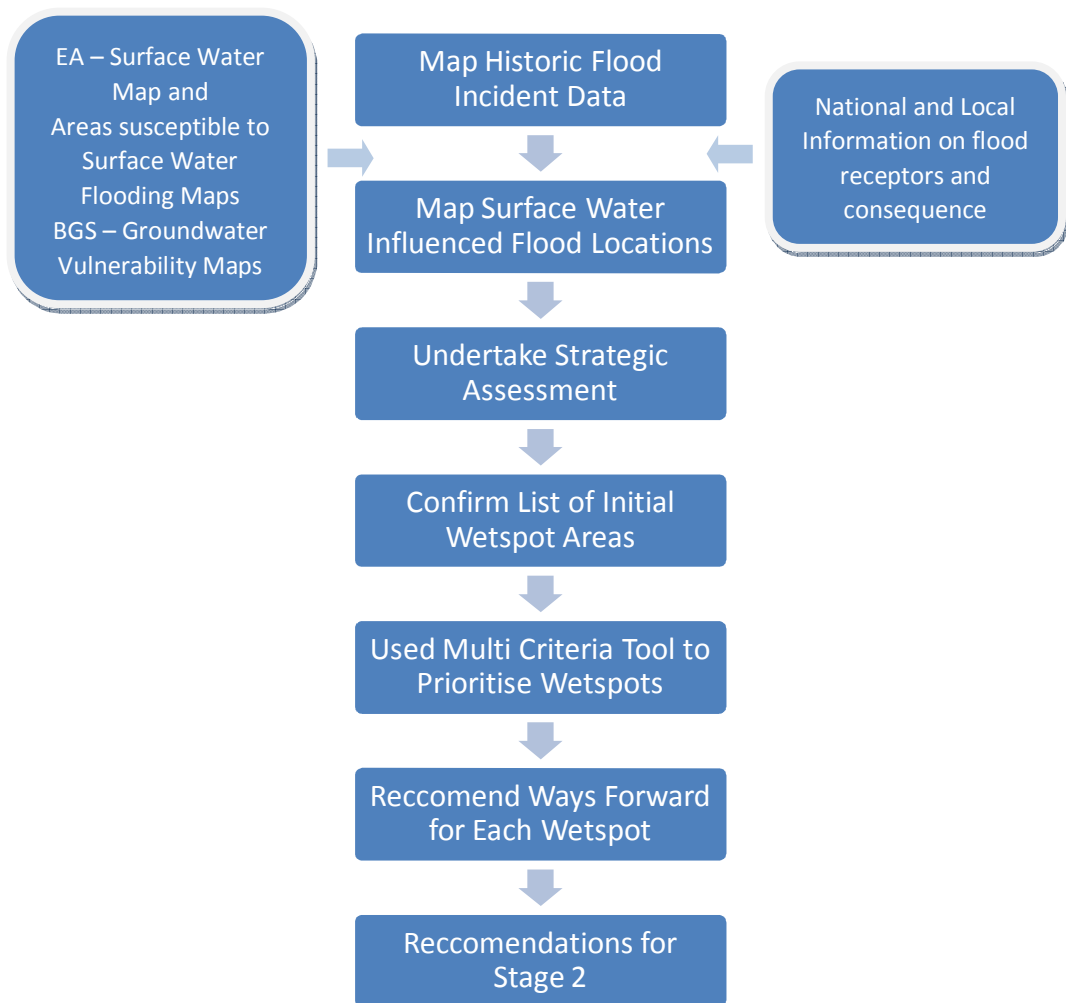 EA – Surface Water
Map and
Areas susceptible to
Surface Water
Flooding Maps
BGS – Groundwater
Vulnerability Maps
Map Historic Flood
Incident Data
National and Local
Information on flood
receptors and
consequence
Map Surface Water
Influenced Flood Locations
Undertake Strategic
Assessment
Confirm List of Initial
Wetspot Areas
Used Multi Criteria Tool to
Prioritise Wetspots
Reccomend Ways Forward
for Each Wetspot
Reccomendations for
Stage 2